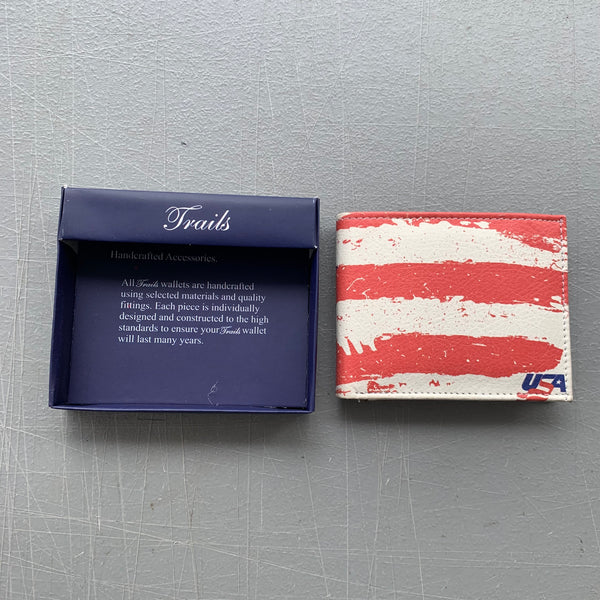 Trails
Handcrafted Accessories.
All Trails wallets are handcrafted
using selected materials and quality
fittings. Each piece is individually
designed and constructed to the high
standards to ensure your Trails wallet
will last many years.
USA